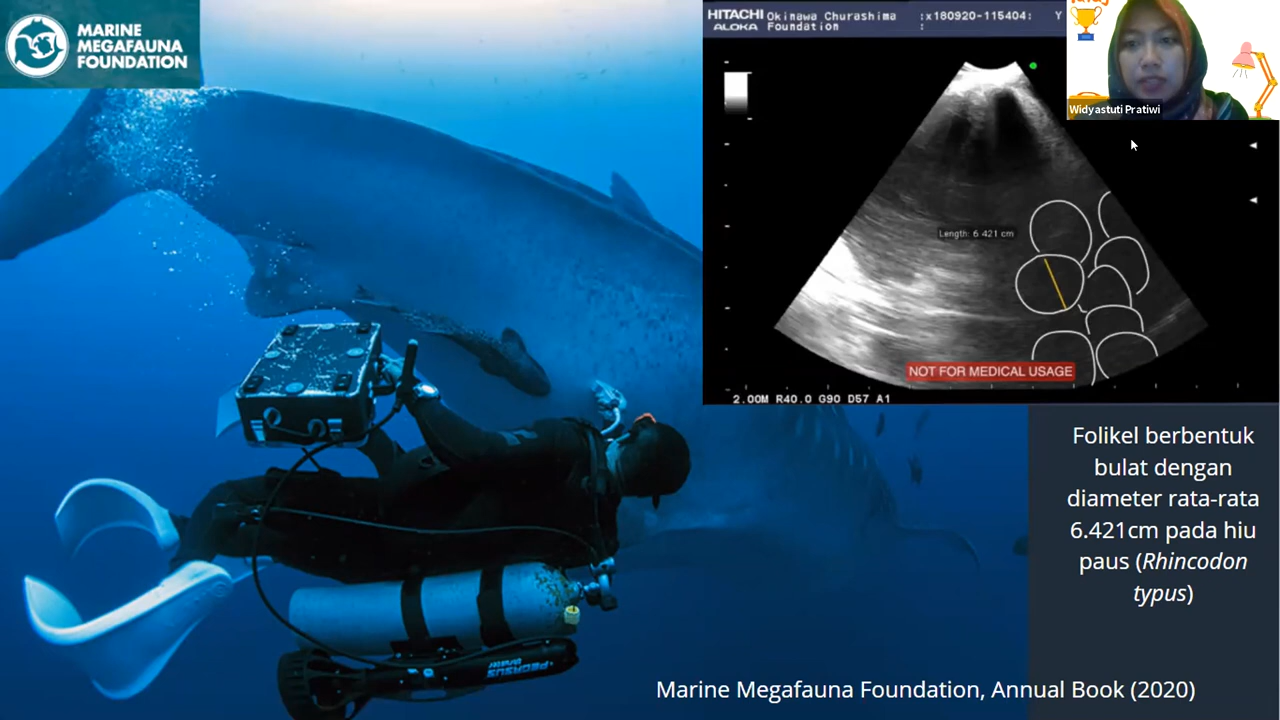 MARINE
MEGAFAUNA
FOUNDATION
HITACHI Okinawa Churashima :x180920-115404: Y
ALOKA Foundation :
Widyastuti Pratiwi
Length: 6 421 cm
NOT FOR MEDICAL USAGE
2.00M R40.0 G90 D57 A1
Folikel berbentuk
bulat dengan
diameter rata-rata
6.421cm pada hiu
paus (Rhincodon
typus)
PEGASUS
thruster
Marine Megafauna Foundation, Annual Book (2020)